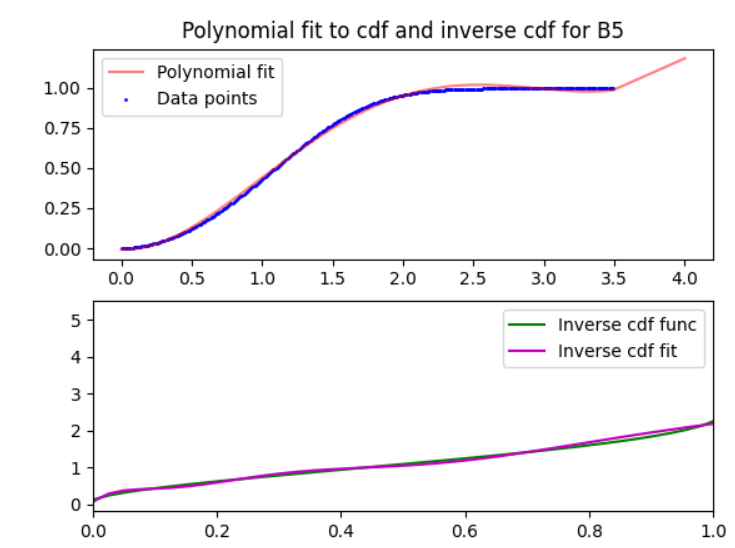 Polynomial fit to cdf and inverse cdf for B5
Polynomial fit
Data points
1.00
0.75
0.50
0.25
0.00
0.0 0.5 1.0 1.5 2.0 2.5 3.0 3.5 4.0
Inverse cdf func
Inverse cdf fit
5
4
3
2
1
0
0.0 0.2 0.4 0.6 0.8 1.0